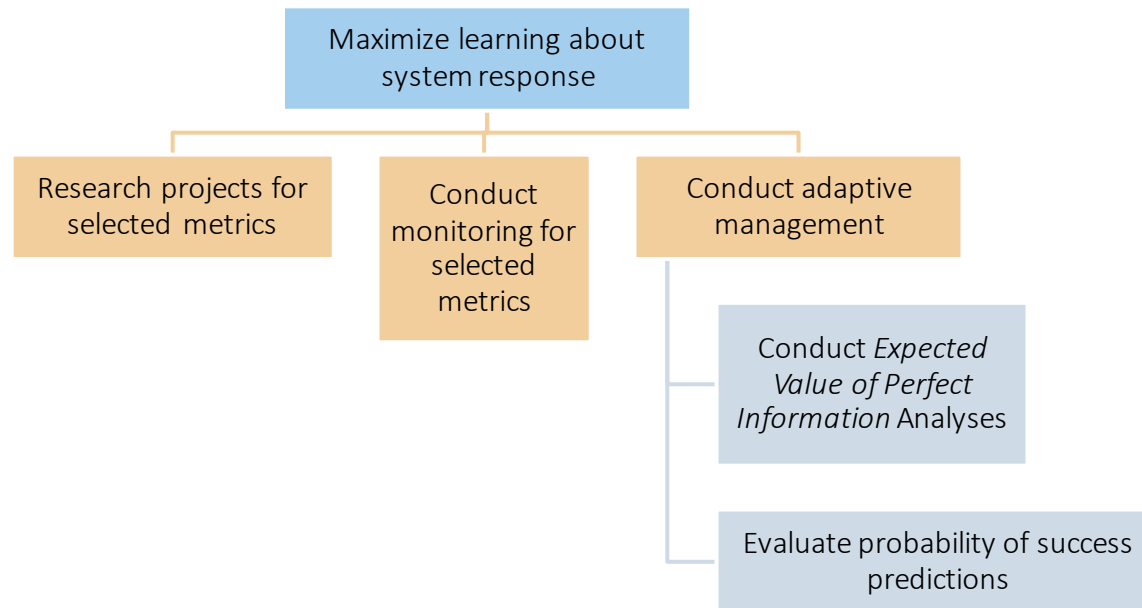 Maximize learning about
system response
Research projects for
selected metrics
Conduct
monitoring for
selected
metrics
Conduct adaptive
management
Conduct Expected
Value of Perfect
Information Analyses
Evaluate probability of success
predictions